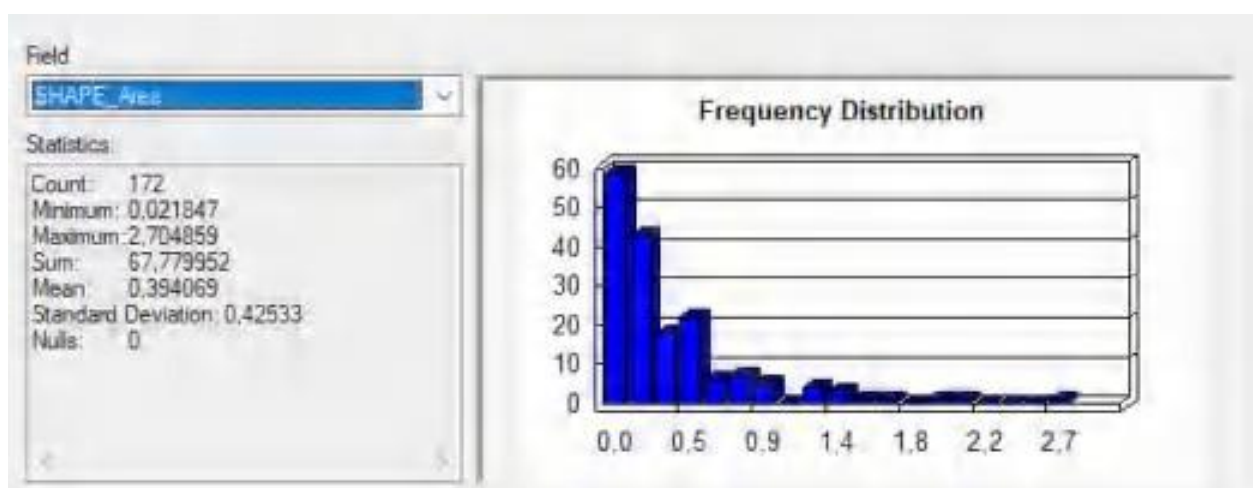 Field
SHAPE_Area
Statistics:
Count: 172
Minimum: 0,021847
Maximum: 2,704859
Sum: 67,779952
Mean: 0,394069
Standard Deviation: 0,42533
Nulls: 0
Frequency Distribution
60
50
40
30
20
10
0
0,0 0,5 0,9 1,4 1,8 2,2 2,7